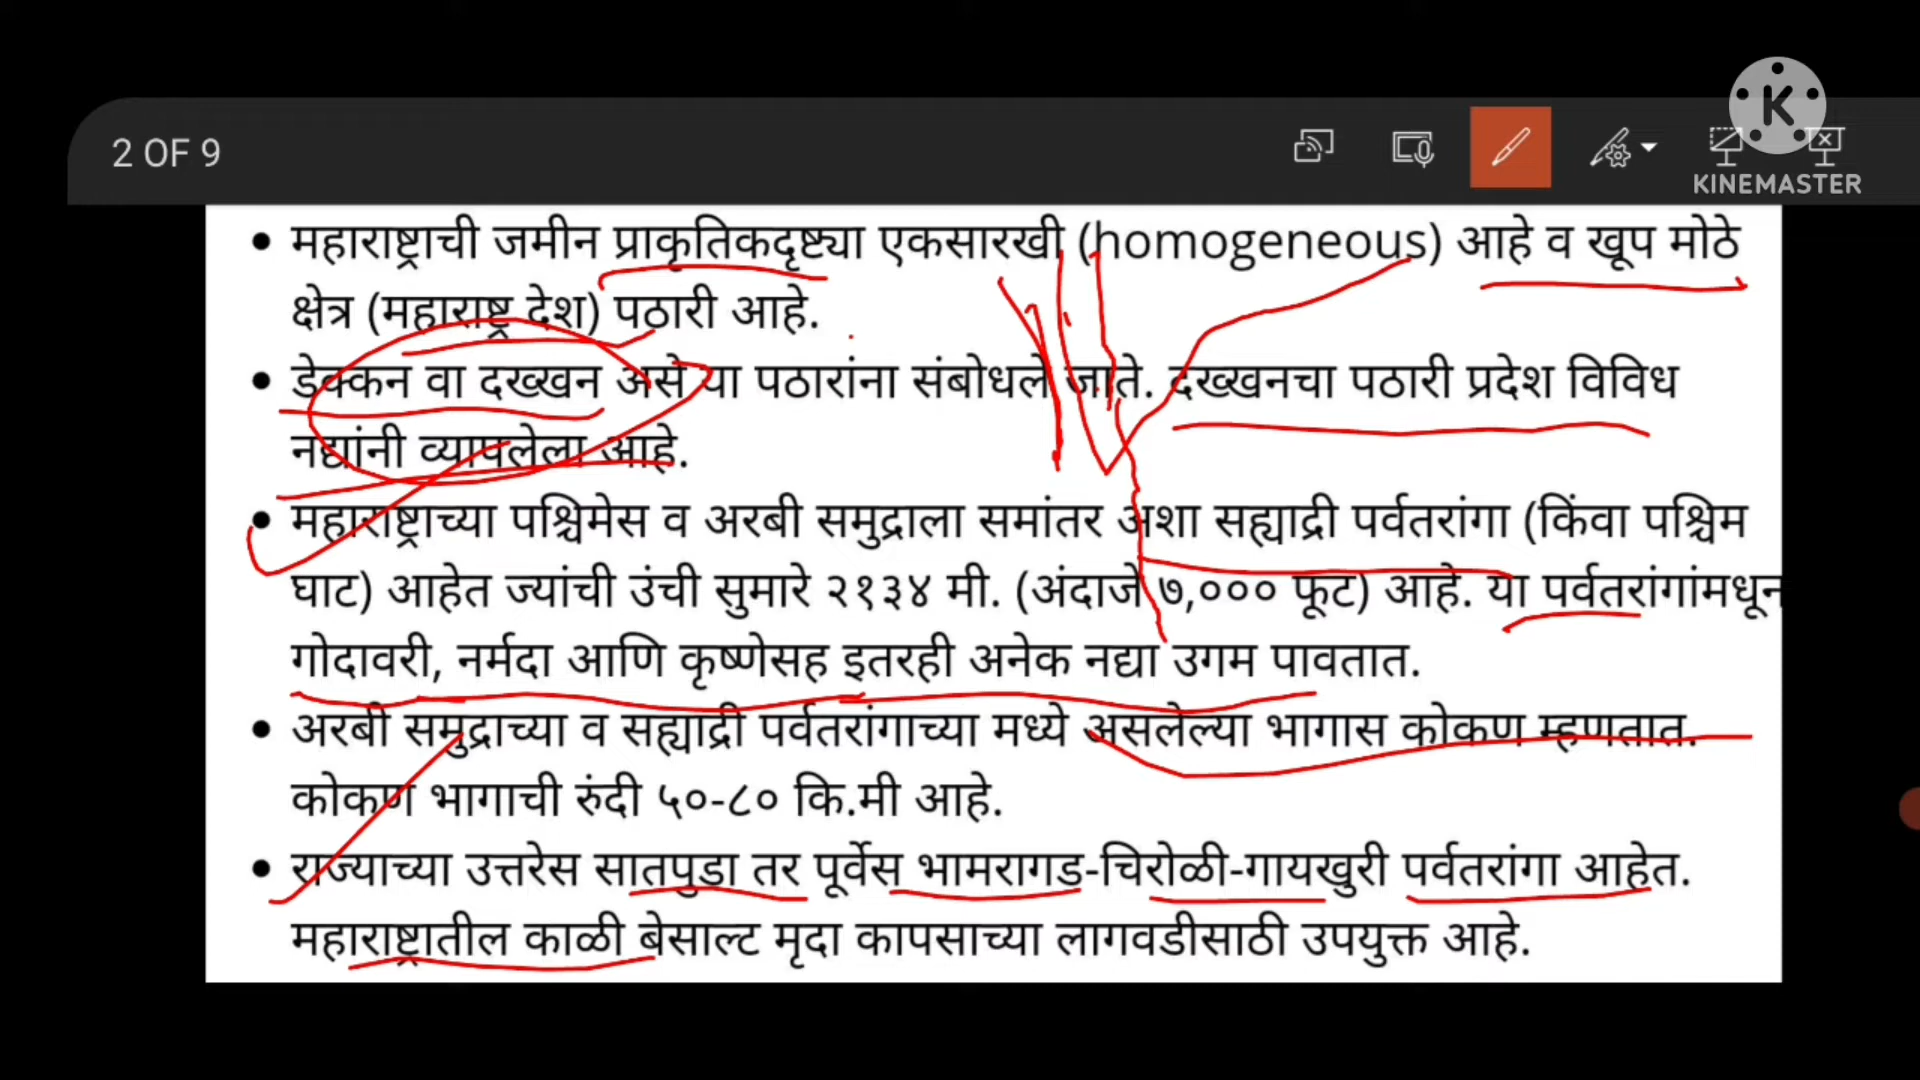 2 OF 9
KINEMASTER
• महाराष्ट्राची जमीन प्राकृतिकदृष्ट्या एकसारखी (homogeneous) आहे व खूप मोठे
क्षेत्र (महाराष्ट्र देश) पठारी आहे.
• डेक्कन वा दख्खन असे या पठारांना संबोधले जाते. दख्खनचा पठारी प्रदेश विविध
नद्यांनी व्यापलेला आहे.
• महाराष्ट्राच्या पश्चिमेस व अरबी समुद्राला समांतर अशा सह्याद्री पर्वतरांगा (किंवा पश्चिम
घाट) आहेत ज्यांची उंची सुमारे २१३४ मी. (अंदाजे ७,००० फूट) आहे. या पर्वतरांगांमधून
गोदावरी, नर्मदा आणि कृष्णेसह इतरही अनेक नद्या उगम पावतात.
• अरबी समुद्राच्या व सह्याद्री पर्वतरांगाच्या मध्ये असलेल्या भागास कोकण म्हणतात.
कोकण भागाची रुंदी ५०-८० कि.मी आहे.
• राज्याच्या उत्तरेस सातपुडा तर पूर्वेस भामरागड-चिरोळी-गायखुरी पर्वतरांगा आहेत.
महाराष्ट्रातील काळी बेसाल्ट मृदा कापसाच्या लागवडीसाठी उपयुक्त आहे.